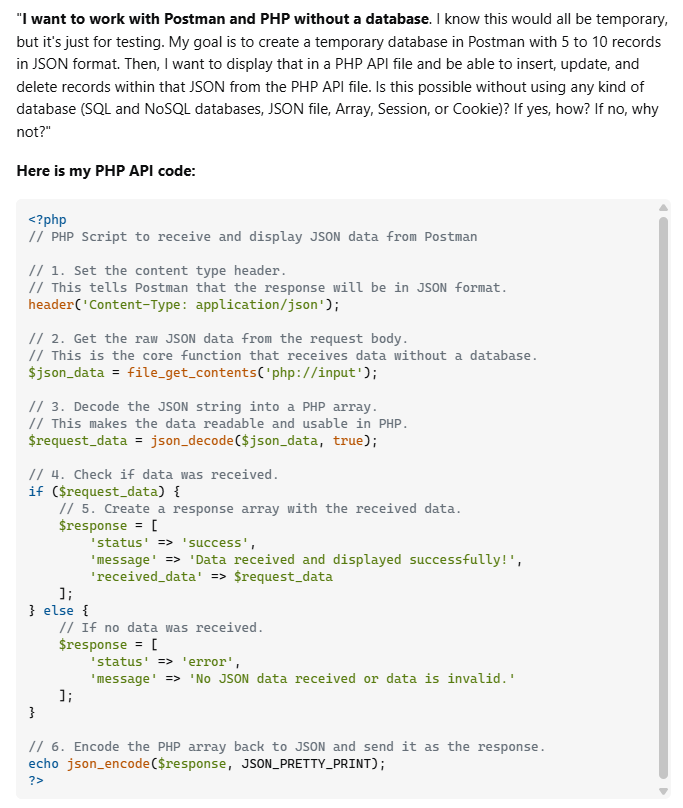 "I want to work with Postman and PHP without a database. I know this would all be temporary,
but it's just for testing. My goal is to create a temporary database in Postman with 5 to 10 records
in JSON format. Then, I want to display that in a PHP API file and be able to insert, update, and
delete records within that JSON from the PHP API file. Is this possible without using any kind of
database (SQL and NoSQL databases, JSON file, Array, Session, or Cookie)? If yes, how? If no, why
not?"
Here is my PHP API code:
<?php
// PHP Script to receive and display JSON data from Postman
// 1. Set the content type header.
// This tells Postman that the response will be in JSON format.
header('Content-Type: application/json');
// 2. Get the raw JSON data from the request body.
// This is the core function that receives data without a database.
$json_data = file_get_contents('php://input');
// 3. Decode the JSON string into a PHP array.
// This makes the data readable and usable in PHP.
$request_data = json_decode($json_data, true);
// 4. Check if data was received.
if ($request_data) {
    // 5. Create a response array with the received data.
    $response = [
        'status' => 'success',
        'message' => 'Data received and displayed successfully!',
        'received_data' => $request_data
    ];
} else {
    // If no data was received.
    $response = [
        'status' => 'error',
        'message' => 'No JSON data received or data is invalid.'
    ];
}
// 6. Encode the PHP array back to JSON and send it as the response.
echo json_encode($response, JSON_PRETTY_PRINT);
?>